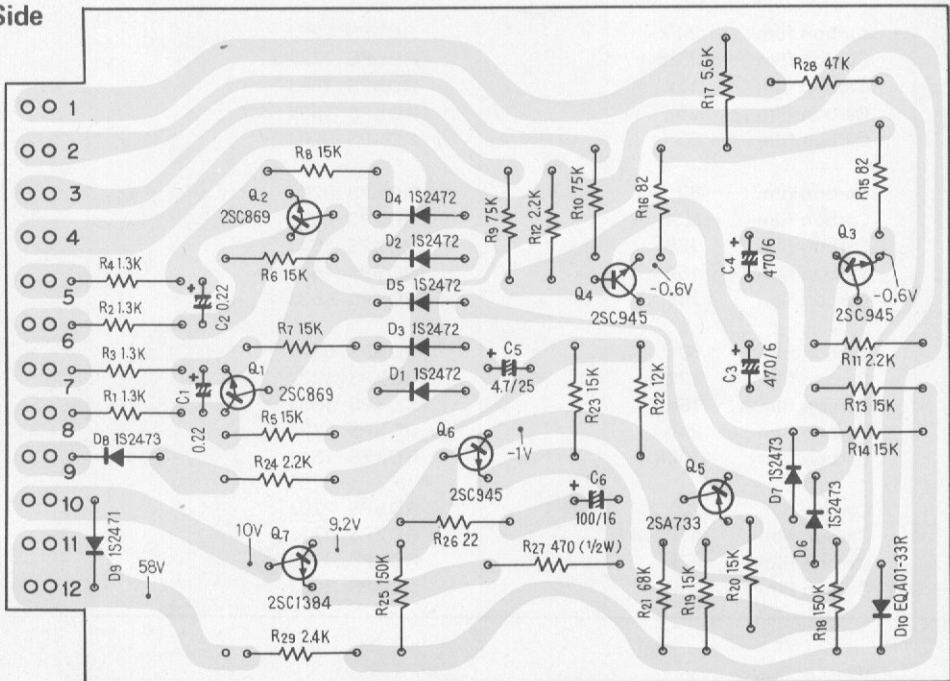 Side
R17 5.6K
R28 47K
1
2
3
4
5
6
7
8
9
10
11
12
R8 15K
Q2
2SC869
D4 1S2472
D2 1S2472
D5 1S2472
D3 1S2472
D1 1S2472
R9 75K
R12 2.2K
R10 75K
R16 82
R15 82
R4 1.3K
R2 1.3K
R3 1.3K
R1 1.3K
C2 0.22
R6 15K
R7 15K
C1
0.22
Q1
2SC869
R5 15K
R24 2.2K
D8 1S2473
Q4
2SC945
-0.6V
C4 +
470/6
Q3
-0.6V
2SC945
+ C5
4.7/25
C3 +
470/6
R11 2.2K
R13 15K
R14 15K
R23 15K
R22 12K
Q6
-1V
2SC945
+ C6
100/16
Q5
2SA733
D7 1S2473
1S2473
D6
D9 1S2471
58V
10V
Q7
9.2V
2SC1384
R26 22
R27 470 (1/2W)
R25 150K
R21 68K
R19 15K
R20 15K
R18 150K
D10 EQA01-33R
R29 2.4K